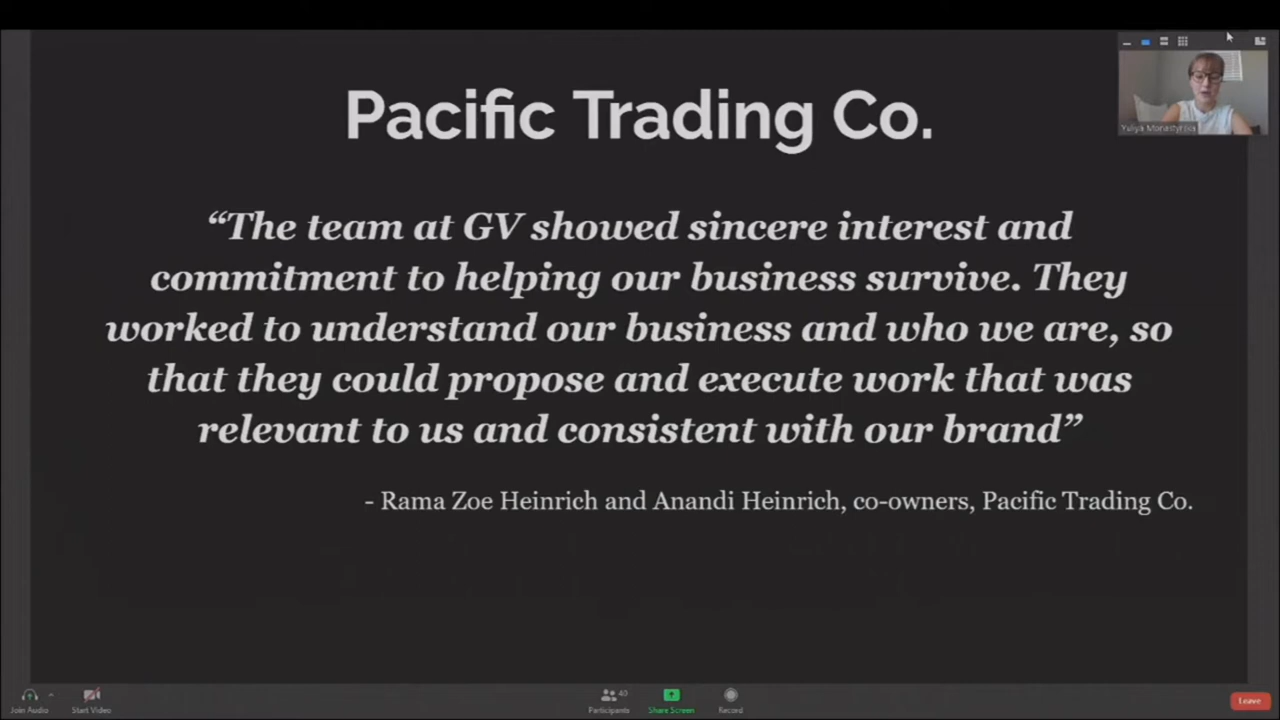 Pacific Trading Co.
“The team at GV showed sincere interest and
commitment to helping our business survive. They
worked to understand our business and who we are, so
that they could propose and execute work that was
relevant to us and consistent with our brand”
- Rama Zoe Heinrich and Anandi Heinrich, co-owners, Pacific Trading Co.
Yuliya
Join Audio
Start Video
40
Participants
Share Screen
Record
Leave